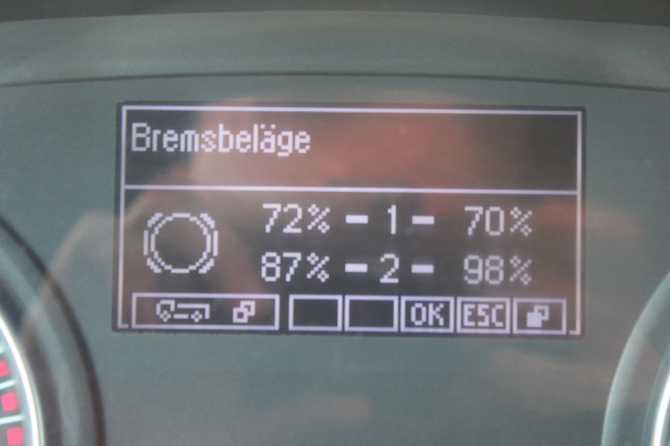 Bremsbeläge
72% - 1 - 70%
87% - 2 - 98%
OK ESC